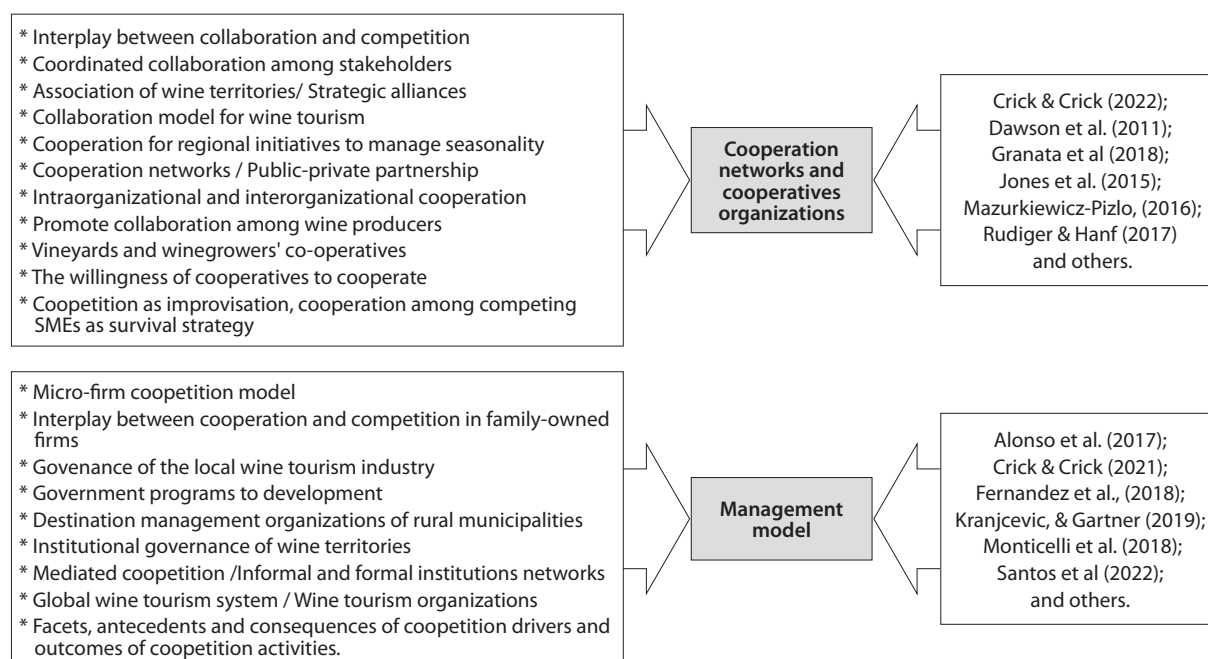 * Interplay between collaboration and competition
* Coordinated collaboration among stakeholders
* Association of wine territories/ Strategic alliances
* Collaboration model for wine tourism
* Cooperation for regional initiatives to manage seasonality
* Cooperation networks / Public-private partnership
* Intraorganizational and interorganizational cooperation
* Promote collaboration among wine producers
* Vineyards and winegrowers' co-operatives
* The willingness of cooperatives to cooperate
* Coopetition as improvisation, cooperation among competing
SMEs as survival strategy
Cooperation
networks and
cooperatives
organizations
Crick & Crick (2022);
Dawson et al. (2011);
Granata et al (2018);
Jones et al. (2015);
Mazurkiewicz-Pizlo, (2016);
Rudiger & Hanf (2017)
and others.
* Micro-firm coopetition model
* Interplay between cooperation and competition in family-owned
firms
* Govenance of the local wine tourism industry
* Government programs to development
* Destination management organizations of rural municipalities
* Institutional governance of wine territories
* Mediated coopetition /Informal and formal institutions networks
* Global wine tourism system / Wine tourism organizations
* Facets, antecedents and consequences of coopetition drivers and
outcomes of coopetition activities.
Management
model
Alonso et al. (2017);
Crick & Crick (2021);
Fernandez et al., (2018);
Kranjcevic, & Gartner (2019);
Monticelli et al. (2018);
Santos et al (2022);
and others.